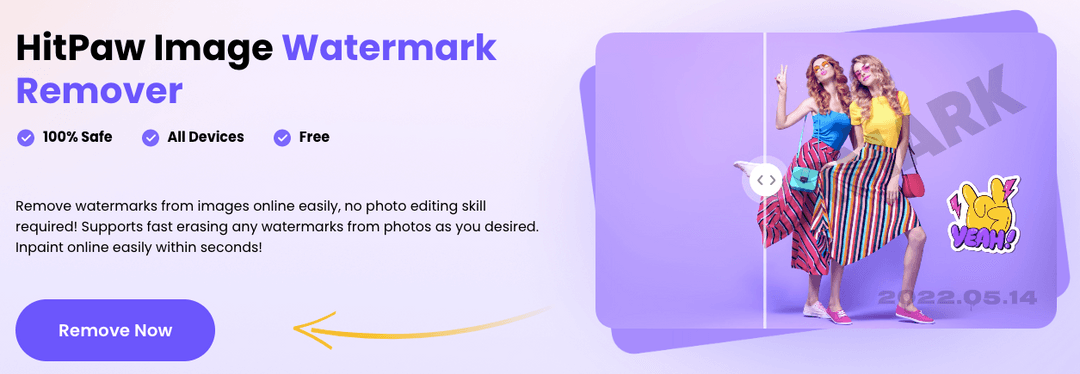 HitPaw Image Watermark
Remover
100% Safe
All Devices
Free
Remove watermarks from images online easily, no photo editing skill
required! Supports fast erasing any watermarks from photos as you desired.
Inpaint online easily within seconds!
Remove Now
ARK
YEAH!
2022.05.14